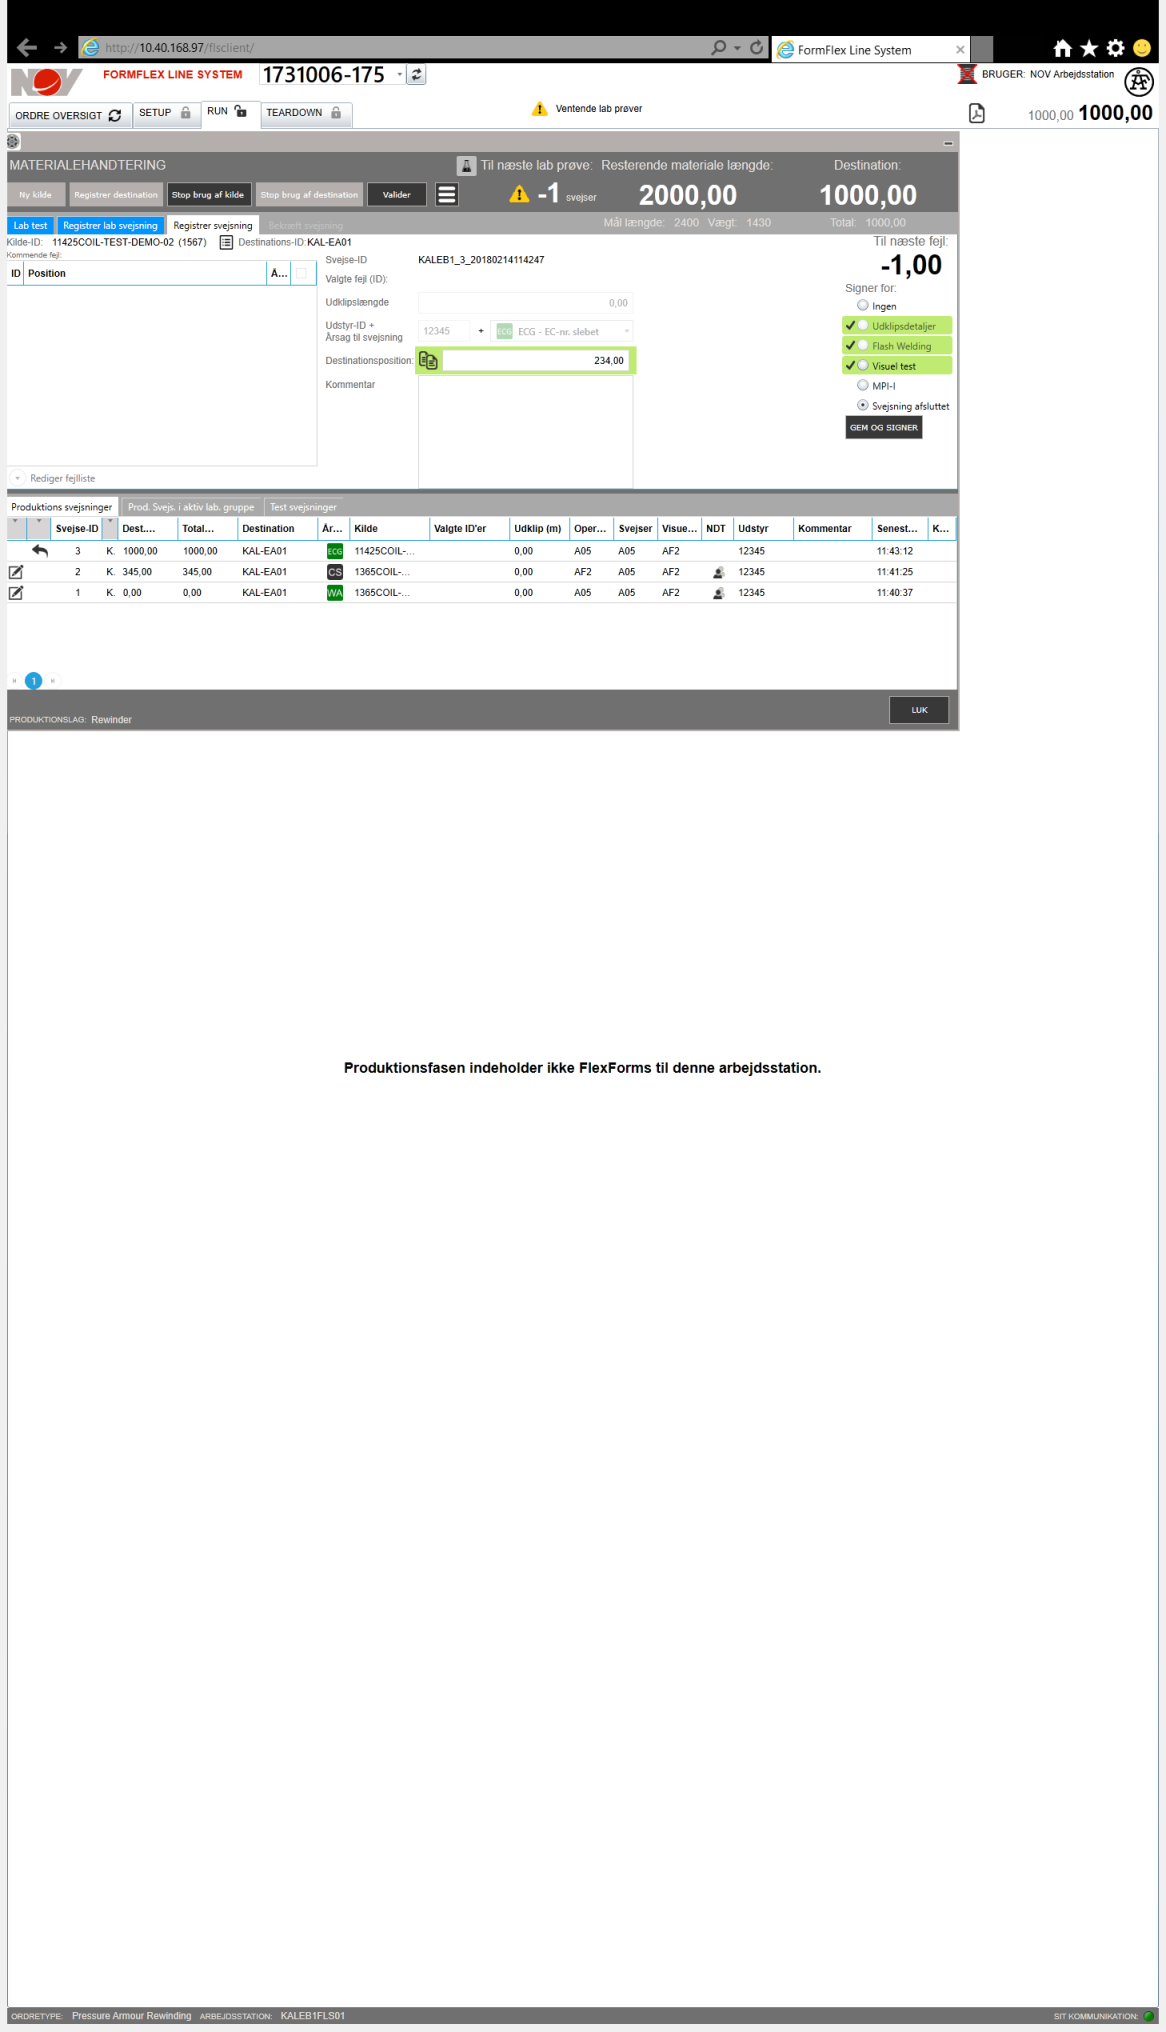 http://10.40.168.97/fisclient/
FormFlex Line System
NOV FORMFLEX LINE SYSTEM 1731006-175
BRUGER: NOV Arbejdsstation
ORDRE OVERSIGT SETUP RUN TEARDOWN
Ventende lab prøver
1000,00 1000,00
MATERIALEHANDTERING
Til næste lab prøve: Resterende materiale længde: Destination:
Ny kilde Registrer destination Stop brug af kilde Stop brug af destination Valider
-1 svejser 2000,00 1000,00
Mål længde: 2400 Vægt: 1430 Total: 1000,00
Lab test Registrer lab svejsning Registrer svejsning Bekræft svejsning
Kilde-ID: 11425COIL-TEST-DEMO-02 (1567) Destinations-ID: KAL-EA01
Til næste fejl:
-1,00
Kommende fejl:
ID Position Å...
Svejse-ID KALEB1_3_20180214114247
Valgte fejl (ID):
Udklipslængde 0,00
Udstyr-ID +
Årsag til svejsning
12345 + ECG ECG - EC-nr. slebet
Destinationsposition: 234,00
Kommentar
Signer for:
Ingen
Udklipsdetaljer
Flash Welding
Visuel test
MPI-I
Svejsning afsluttet
GEM OG SIGNER
Rediger fejlliste
Produktions svejsninger Prod. Svejs. i aktiv lab. gruppe Test svejsninger
Svejse-ID Dest.... Total... Destination År... Kilde Valgte ID'er Udklip (m) Oper... Svejser Visue... NDT Udstyr Kommentar Senest... K...
3 K. 1000,00 1000,00 KAL-EA01 ECG 11425COIL-... 0,00 A05 A05 AF2 12345 11:43:12
2 K. 345,00 345,00 KAL-EA01 CS 1365COIL-... 0,00 AF2 A05 AF2 12345 11:41:25
1 K. 0,00 0,00 KAL-EA01 WA 1365COIL-... 0,00 A05 A05 AF2 12345 11:40:37
1
LUK
PRODUKTIONSLAG: Rewinder
Produktionsfasen indeholder ikke FlexForms til denne arbejdsstation.
ORDRETYPE: Pressure Armour Rewinding ARBEJDSSTATION: KALEB1FLS01
SIT KOMMUNIKATION: